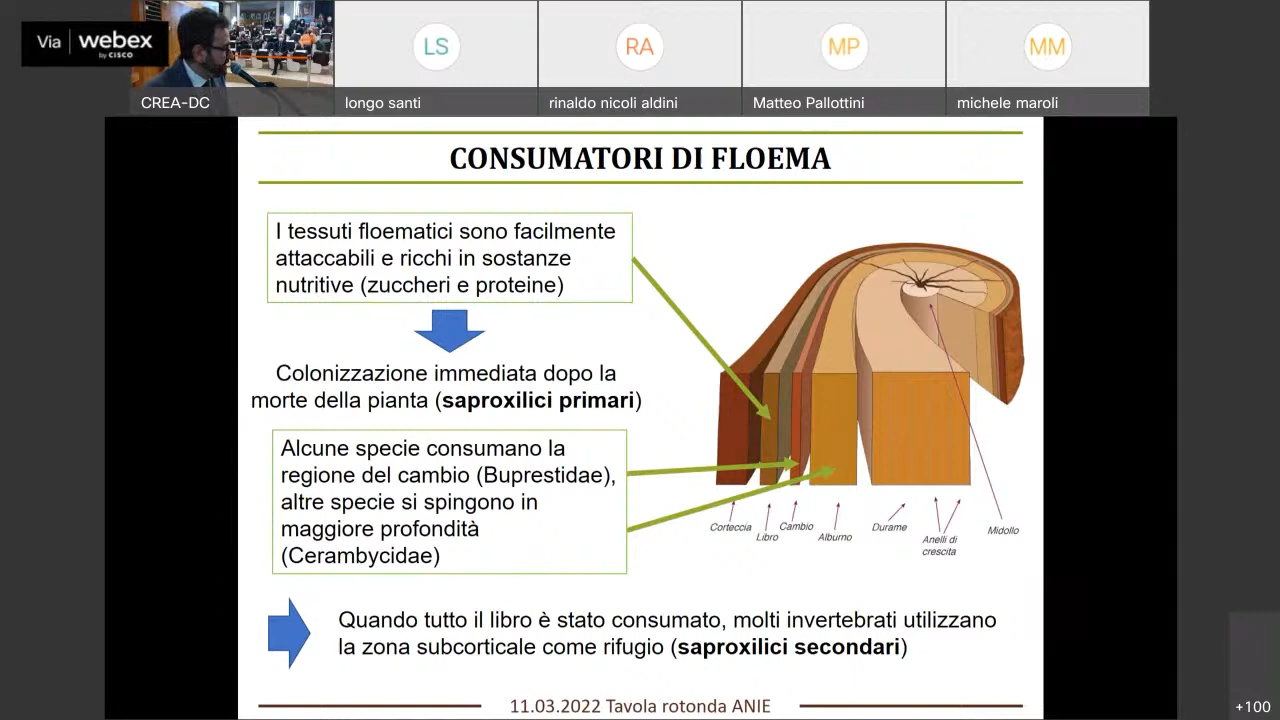 Via webex
by CISCO
LS
RA
MP
MM
CREA-DC
longo santi
rinaldo nicoli aldini
Matteo Pallottini
michele maroli
CONSUMATORI DI FLOEMA
I tessuti floematici sono facilmente
attaccabili e ricchi in sostanze
nutritive (zuccheri e proteine)
Colonizzazione immediata dopo la
morte della pianta (saproxilici primari)
Alcune specie consumano la
regione del cambio (Buprestidae),
altre specie si spingono in
maggiore profondità
(Cerambycidae)
Corteccia
Libro
Cambio
Alburno
Durame
Anelli di
crescita
Midollo
Quando tutto il libro è stato consumato, molti invertebrati utilizzano
la zona subcorticale come rifugio (saproxilici secondari)
11.03.2022 Tavola rotonda ANIE
+100